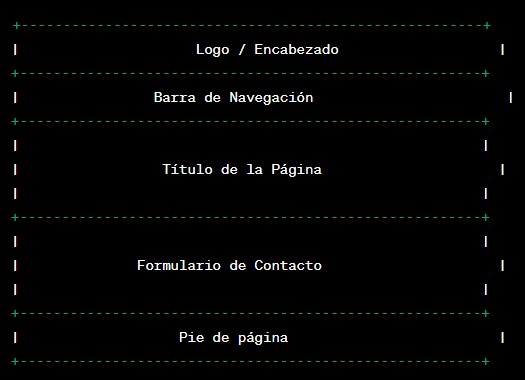 Logo / Encabezado
Barra de Navegación
Título de la Página
Formulario de Contacto
Pie de página